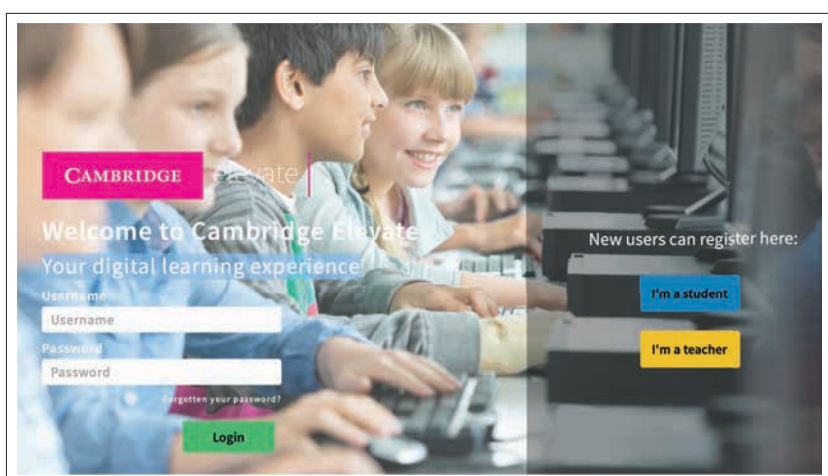 CAMBRIDGE elevate
Welcome to Cambridge Elevate
Your digital learning experience
Username
Username
Password
Password
Forgotten your password?
Login
New users can register here:
I'm a student
I'm a teacher